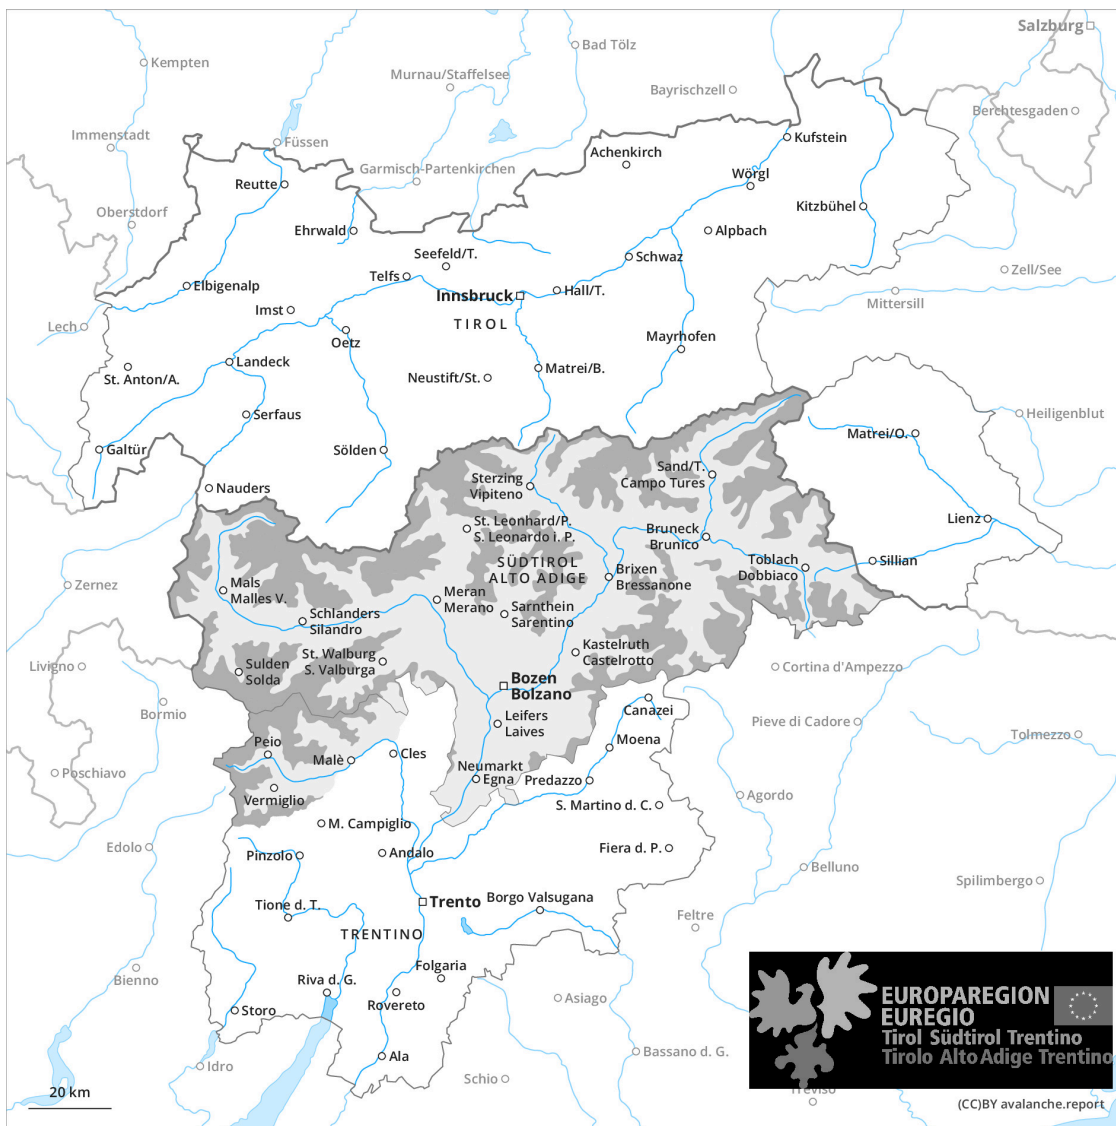 Salzburg
Bad Tölz
Kempten
Murnau/Staffelsee
Bayrischzell
Berchtesgaden
Immenstadt
Füssen
Kufstein
Achenkirch
Garmisch-Partenkirchen
Wörgl
Reutte
Oberstdorf
Kitzbühel
Ehrwald
Alpbach
Seefeld/T.
Schwaz
Zell/See
Telfs
Elbigenalp
Innsbruck
Hall/T.
Mittersill
Imst
TIROL
Lech
Oetz
Mayrhofen
Landeck
Matrei/B.
St. Anton/A.
Neustift/St.
Serfaus
Heiligenblut
Matrei/O.
Galtür
Sölden
Sand/T.
Campo Tures
Sterzing
Vipiteno
Nauders
St. Leonhard/P.
S. Leonardo i. P.
Lienz
Bruneck
Brunico
SÜDTIROL
ALTO ADIGE
Toblach
Dobbiaco
Sillian
Brixen
Bressanone
Zernez
Mals
Malles V.
Meran
Merano
Sarnthein
Sarentino
Schlanders
Silandro
Kastelruth
Castelrotto
St. Walburg
S. Valburga
Livigno
Sulden
Solda
Cortina d'Ampezzo
Bozen
Bolzano
Bormio
Canazei
Leifers
Laives
Pieve di Cadore
Tolmezzo
Peio
Moena
Cles
Malè
Neumarkt
Egna
Predazzo
Poschiavo
Vermiglio
Agordo
S. Martino d. C.
M. Campiglio
Edolo
Fiera d. P.
Pinzolo
Andalo
Belluno
Spilimbergo
Borgo Valsugana
Trento
Tione d. T.
Feltre
TRENTINO
Folgaria
Bienno
Riva d. G.
Rovereto
Asiago
Storo
EUROPAREGION
EUREGIO
Tirol Südtirol Trentino
Tirolo Alto Adige Trentino
Ala
Bassano d. G.
Idro
Schio
Treviso
20 km
(CC)BY avalanche.report